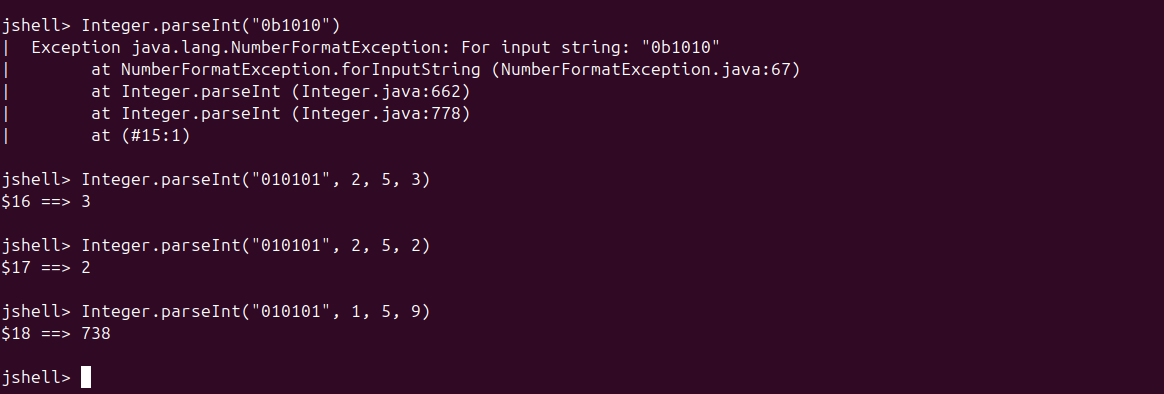 jshell> Integer.parseInt("0b1010")
|  Exception java.lang.NumberFormatException: For input string: "0b1010"
|        at NumberFormatException.forInputString (NumberFormatException.java:67)
|        at Integer.parseInt (Integer.java:662)
|        at Integer.parseInt (Integer.java:778)
|        at (#15:1)
jshell> Integer.parseInt("010101", 2, 5, 3)
$16 ==> 3
jshell> Integer.parseInt("010101", 2, 5, 2)
$17 ==> 2
jshell> Integer.parseInt("010101", 1, 5, 9)
$18 ==> 738
jshell>